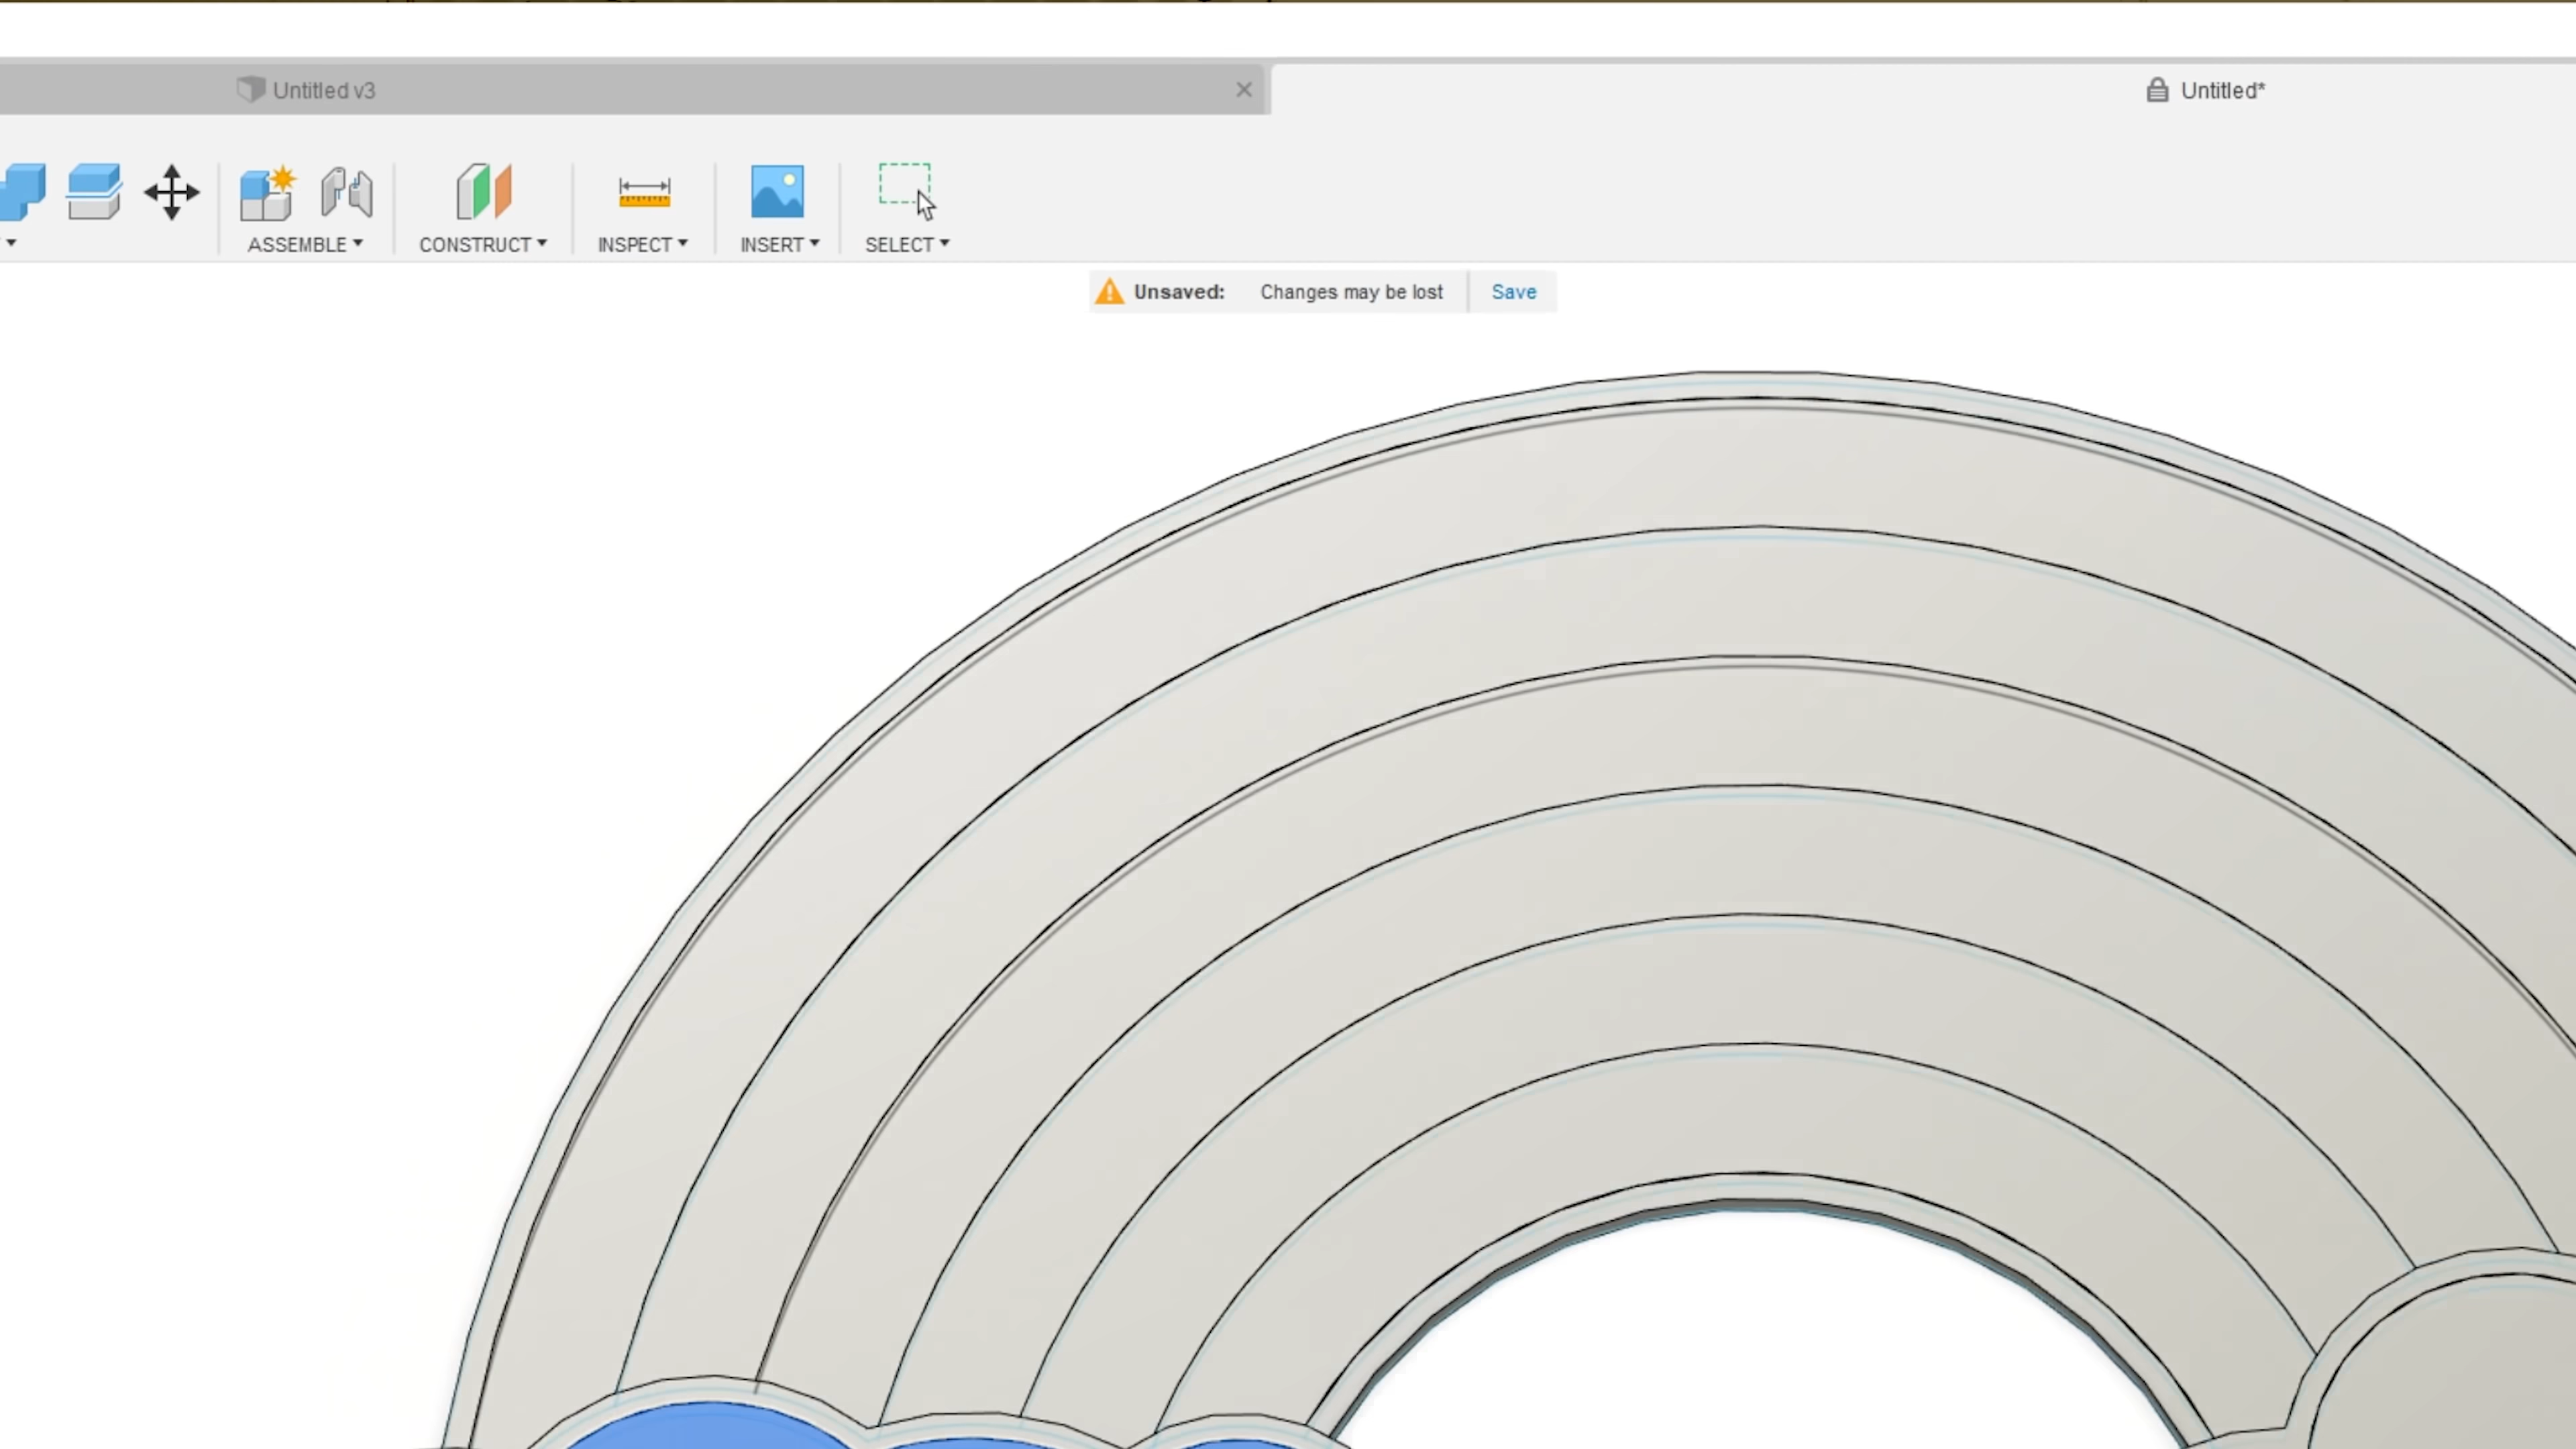 Untitled v3
Untitled*
ASSEMBLE
CONSTRUCT
INSPECT
INSERT
SELECT
Unsaved: Changes may be lost Save